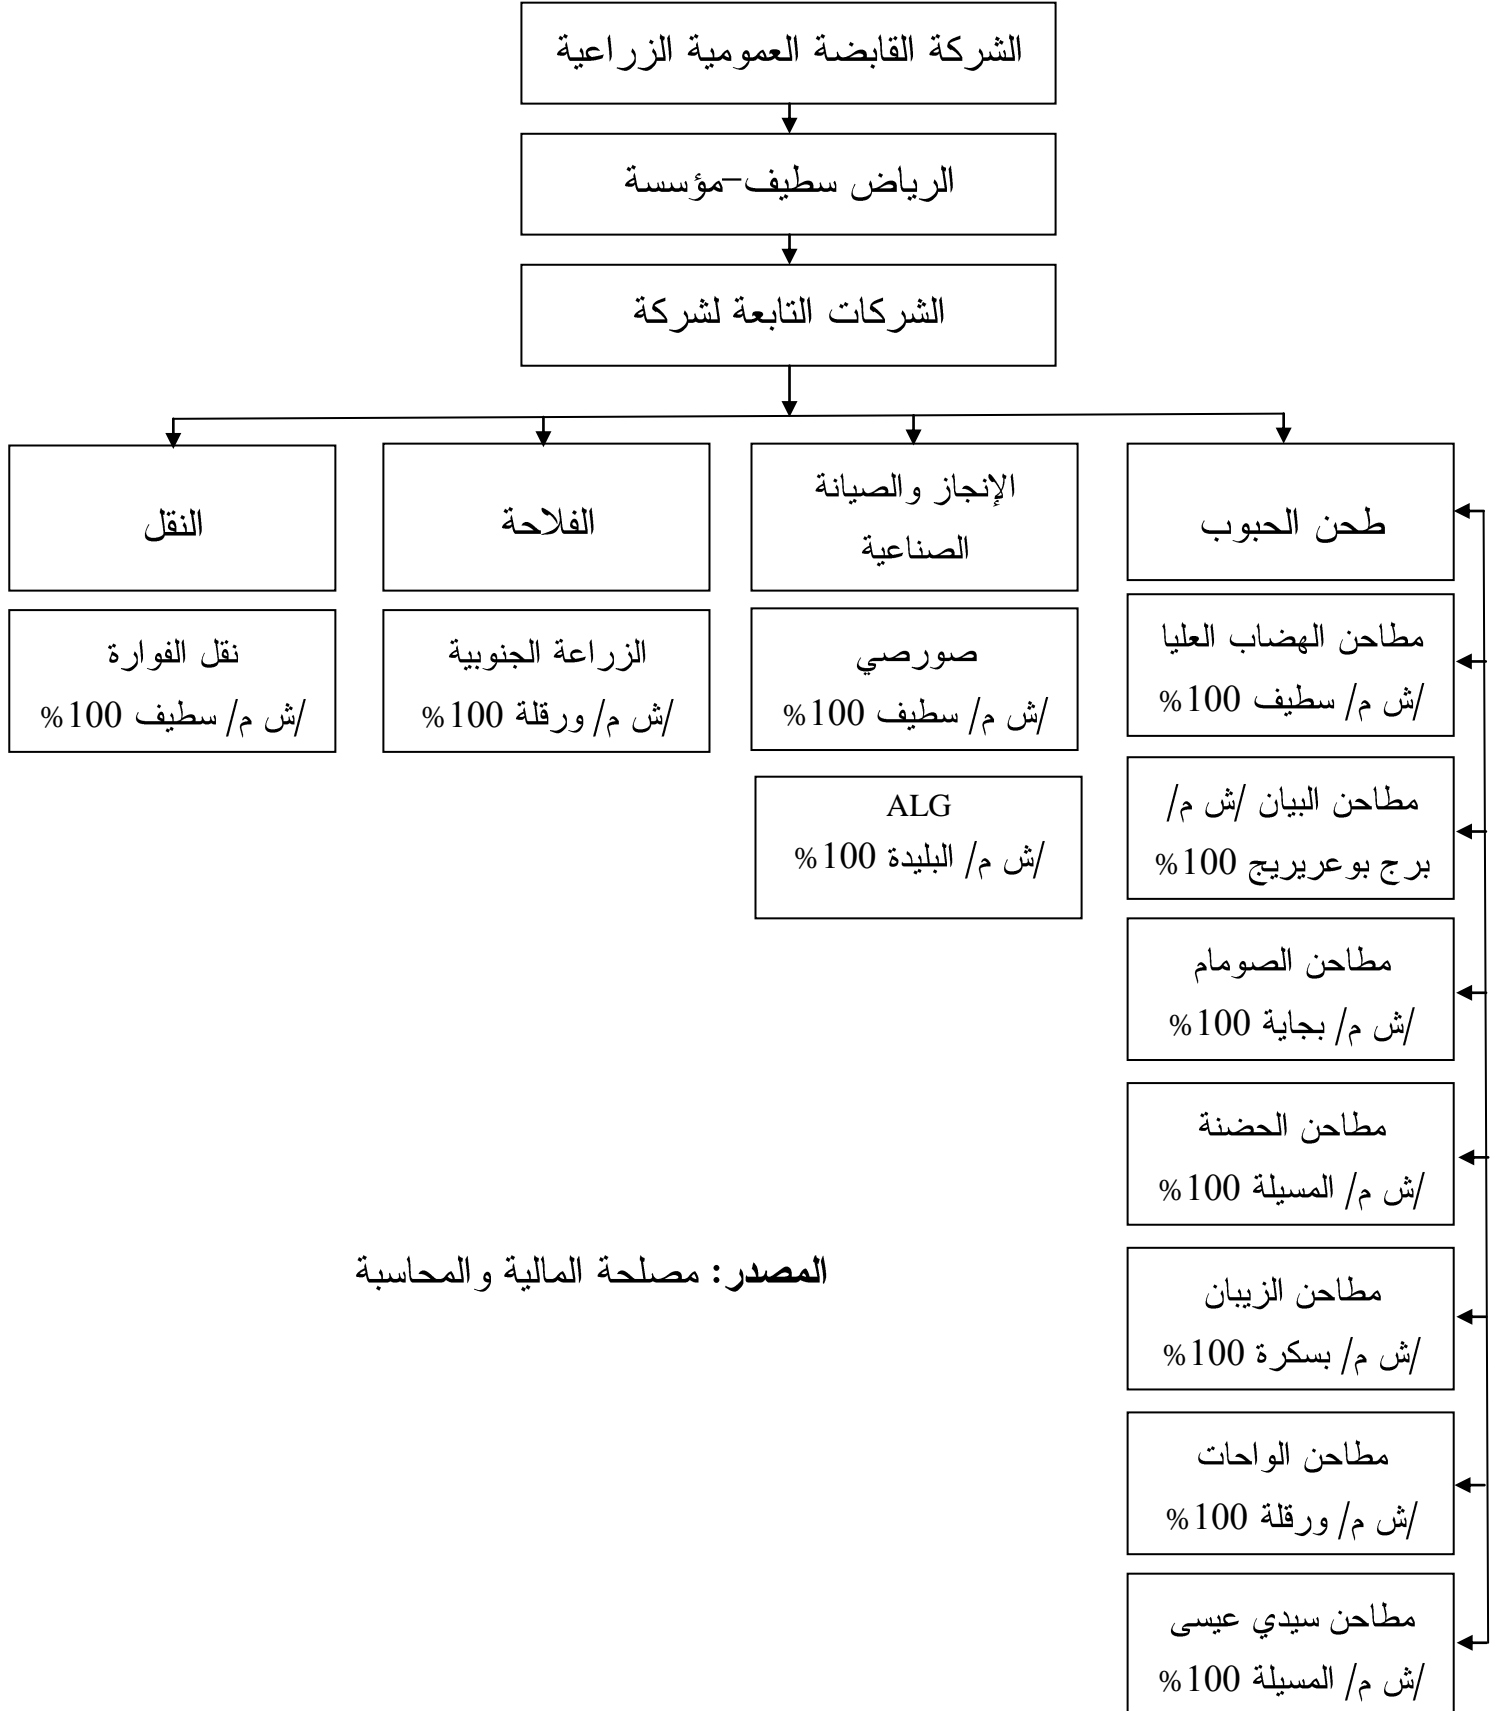 الشركة القابضة العمومية الزراعية
الرياض سطيف-مؤسسة
الشركات التابعة لشركة
طحن الحبوب
الإنجاز والصيانة
الصناعية
الفلاحة
النقل
مطاحن الهضاب العليا
/ش م/ سطيف 100%
صورصي
/ش م/ سطيف 100%
الزراعة الجنوبية
/ش م/ ورقلة 100%
نقل الفوارة
/ش م/ سطيف 100%
مطاحن البيان /ش م/
برج بوعريريج 100%
ALG
/ش م/ البليدة 100%
مطاحن الصومام
/ش م/ بجاية 100%
مطاحن الحضنة
/ش م/ المسيلة 100%
مطاحن الزيبان
/ش م/ بسكرة 100%
المصدر: مصلحة المالية والمحاسبة
مطاحن الواحات
/ش م/ ورقلة 100%
مطاحن سيدي عيسى
/ش م/ المسيلة 100%